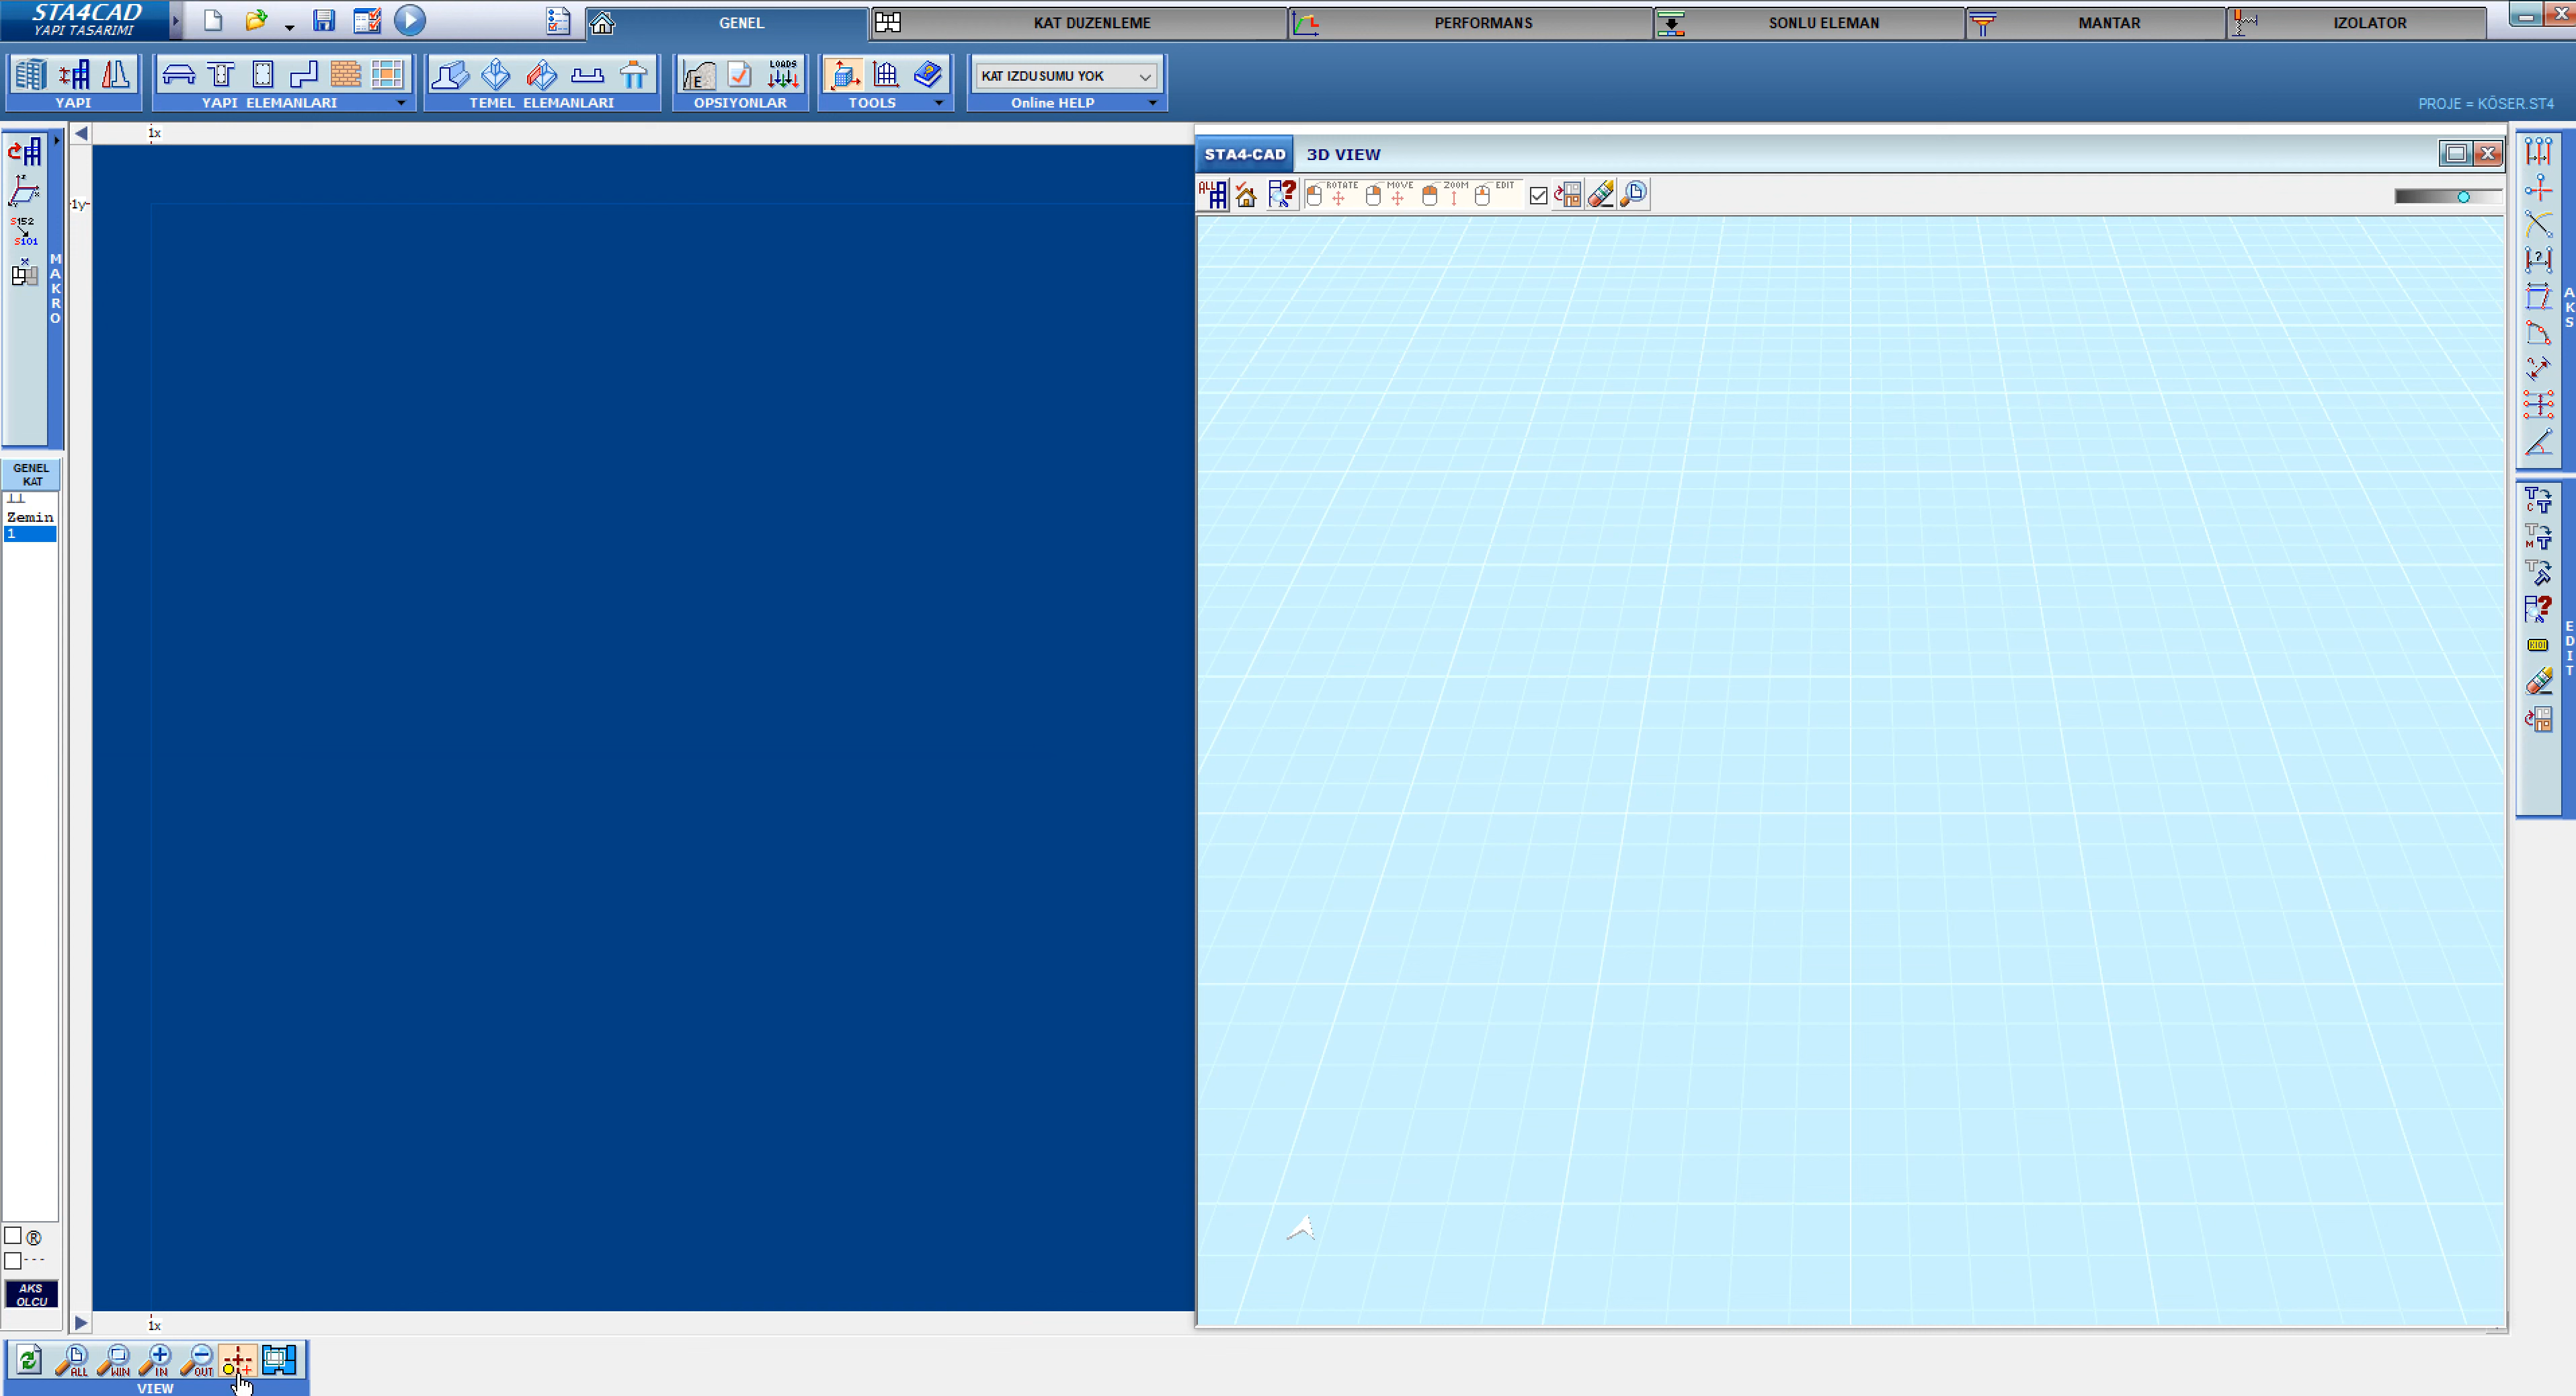 STA4CAD
YAPI TASARIMI
GENEL
KAT DUZENLEME
PERFORMANS
SONLU ELEMAN
MANTAR
IZOLATOR
E
LOADS
KAT IZDUSUMU YOK
YAPI
YAPI ELEMANLARI
TEMEL ELEMANLARI
OPSIYONLAR
TOOLS
Online HELP
PROJE = KÖSER.ST4
1x
1y
STA4-CAD 3D VIEW
ALL
ROTATE
MOVE
ZOOM
EDIT
S152
S101
MAKRO
AKS
GENEL
KAT
Zemin
1
C
M
EDIT
®
AKS
OLCU
1x
ALL
WIN
IN
OUT
VIEW